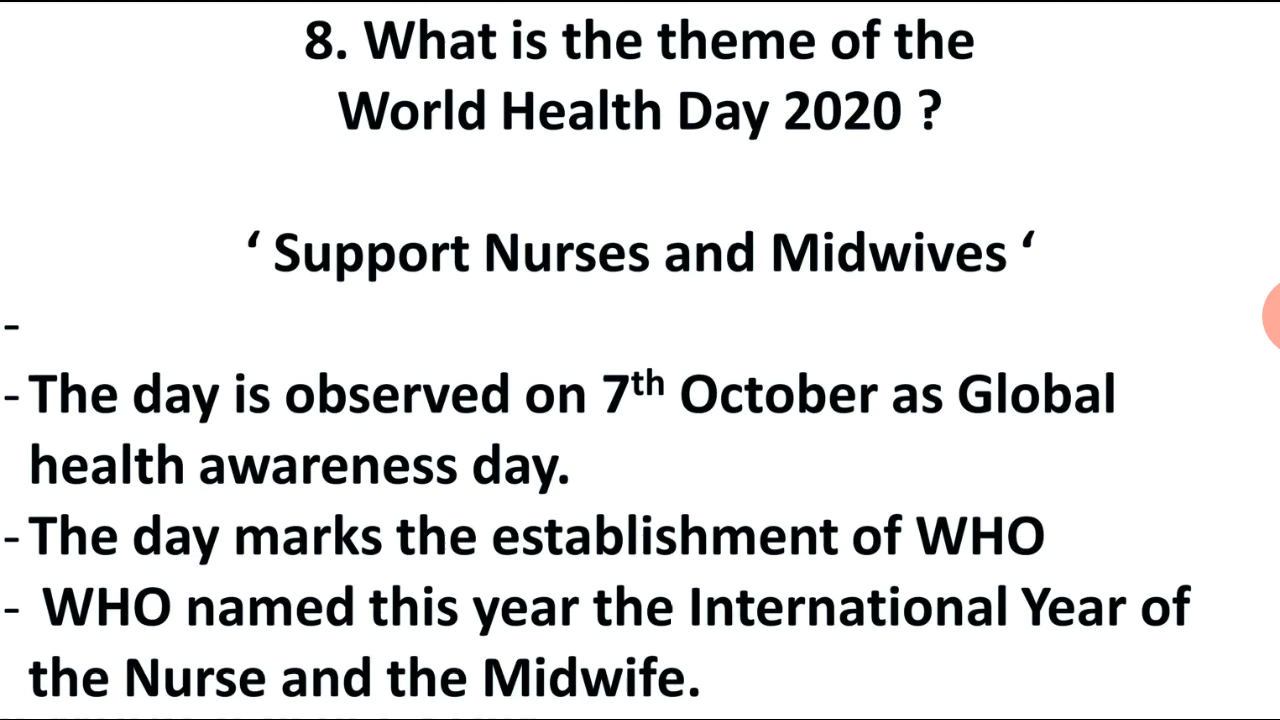 8. What is the theme of the
World Health Day 2020 ?
‘ Support Nurses and Midwives ‘
-
- The day is observed on 7th October as Global
health awareness day.
- The day marks the establishment of WHO
- WHO named this year the International Year of
the Nurse and the Midwife.